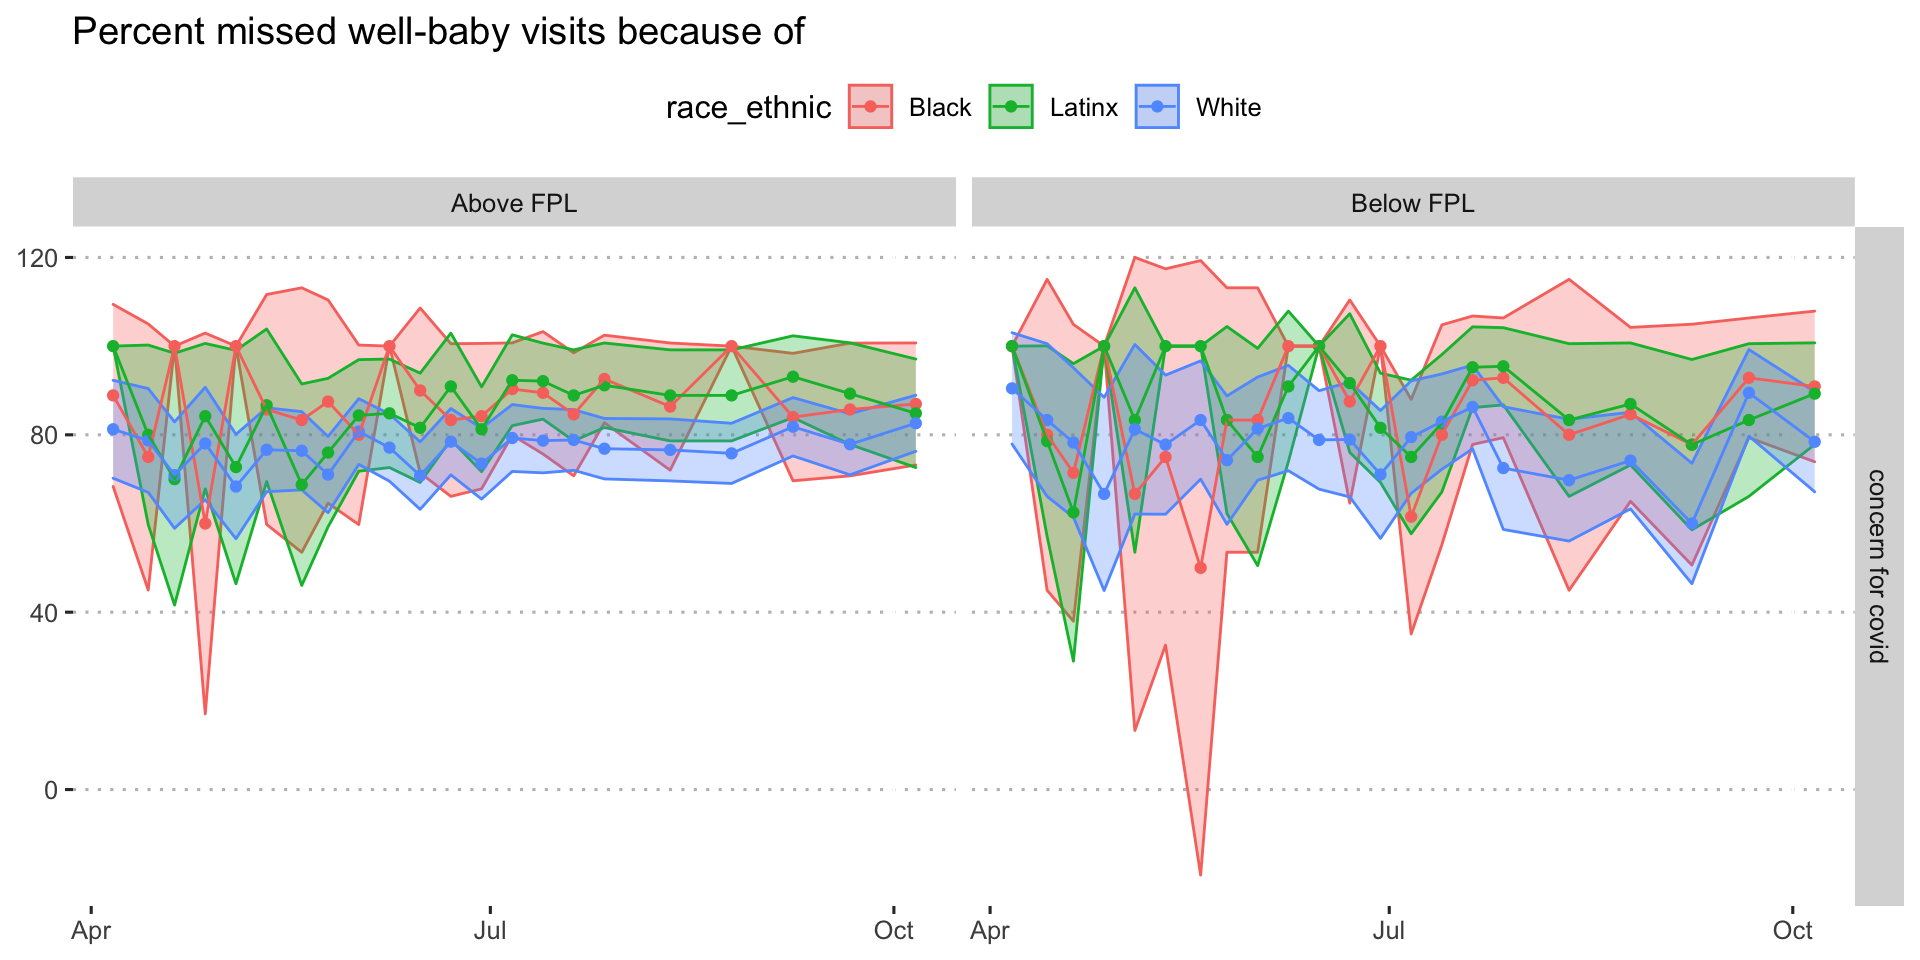 Percent missed well-baby visits because of
race_ethnic Black Latinx White
Above FPL Below FPL
120
80
40
0
concern for covid
Apr Jul Oct Apr Jul Oct